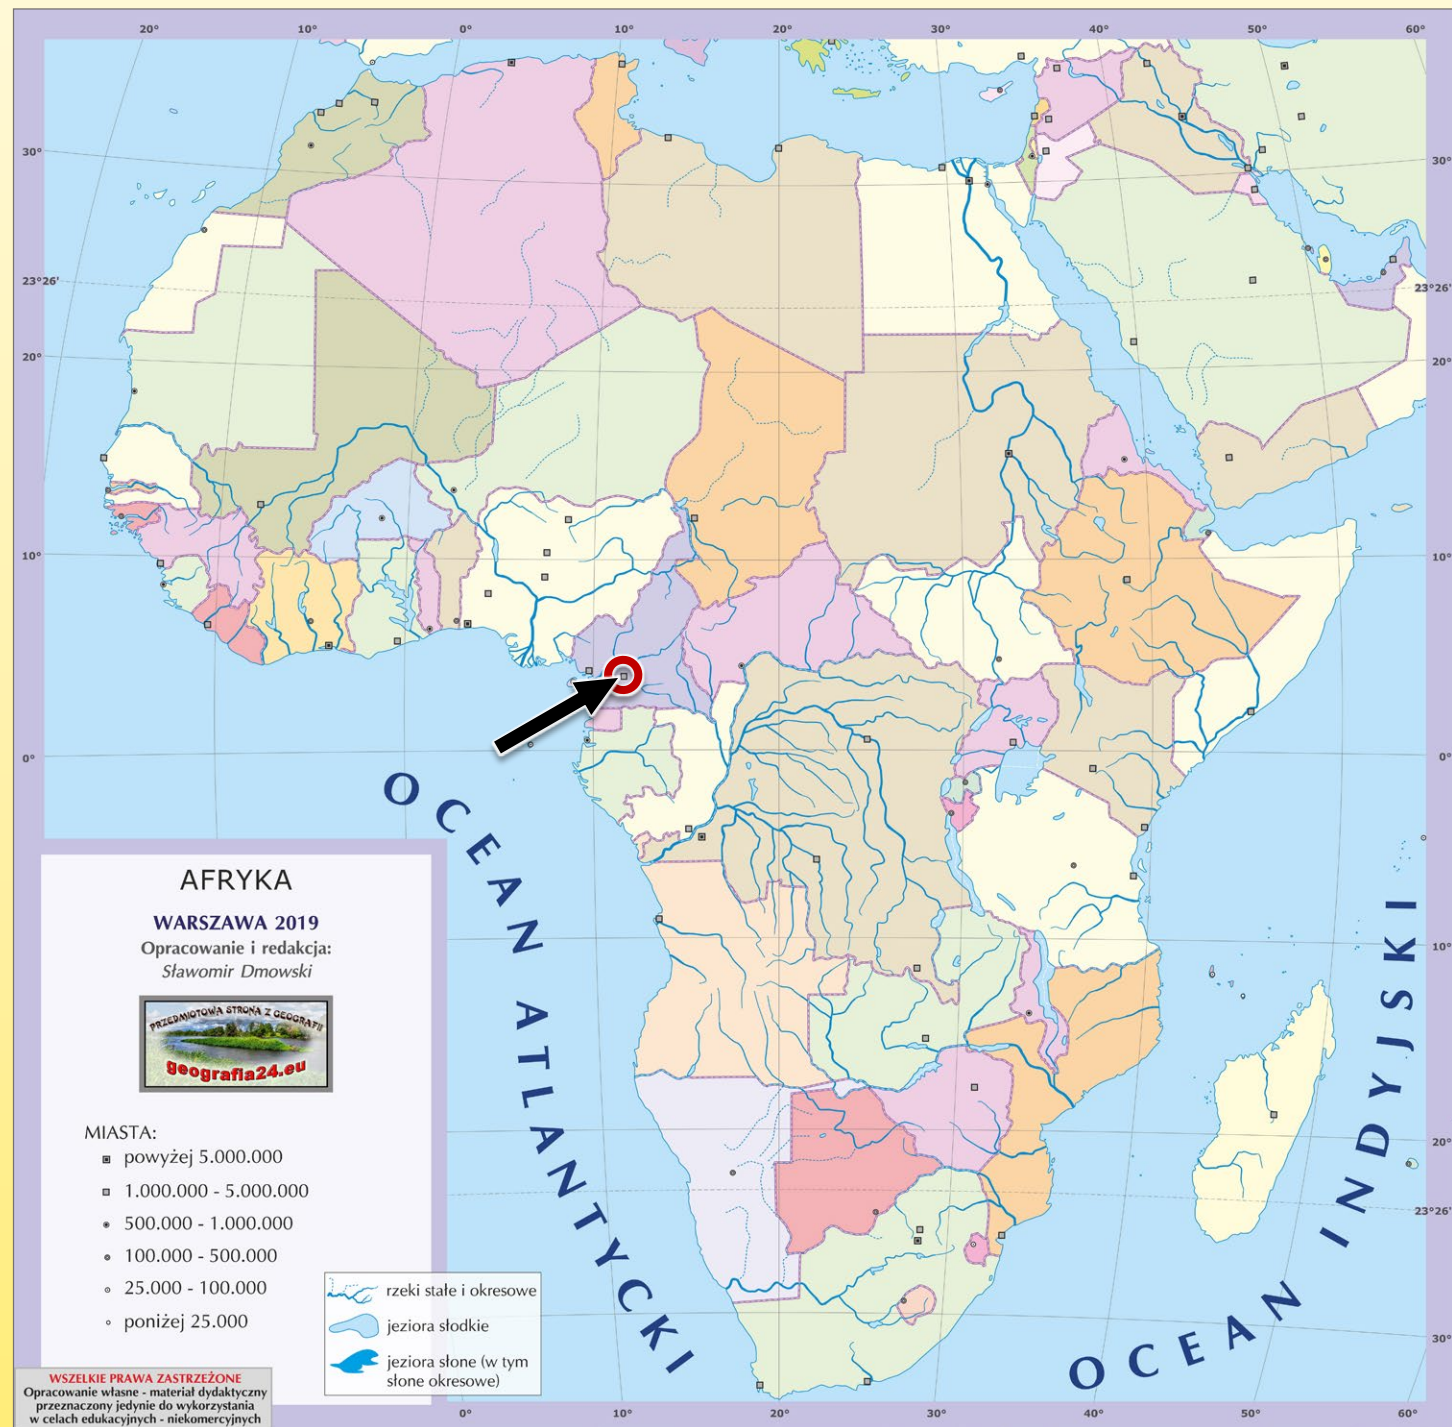 20° 10° 0° 10° 20° 30° 40° 50° 60°
30° 30°
23°26' 23°26'
20° 20°
10° 10°
0° 0°
10°
20°
23°26'
30°
OCEAN ATLANTYCKI
OCEAN INDYJSKI
AFRYKA
WARSZAWA 2019
Opracowanie i redakcja:
Sławomir Dmowski
PRZEDMIOTOWA STRONA Z GEOGRAFII
geografia24.eu
MIASTA:
powyżej 5.000.000
1.000.000 - 5.000.000
500.000 - 1.000.000
100.000 - 500.000
25.000 - 100.000
poniżej 25.000
rzeki stałe i okresowe
jeziora słodkie
jeziora słone (w tym
słone okresowe)
WSZELKIE PRAWA ZASTRZEŻONE
Opracowanie własne - materiał dydaktyczny
przeznaczony jedynie do wykorzystania
w celach edukacyjnych - niekomercyjnych
0° 10° 20° 30° 40° 50° 60°